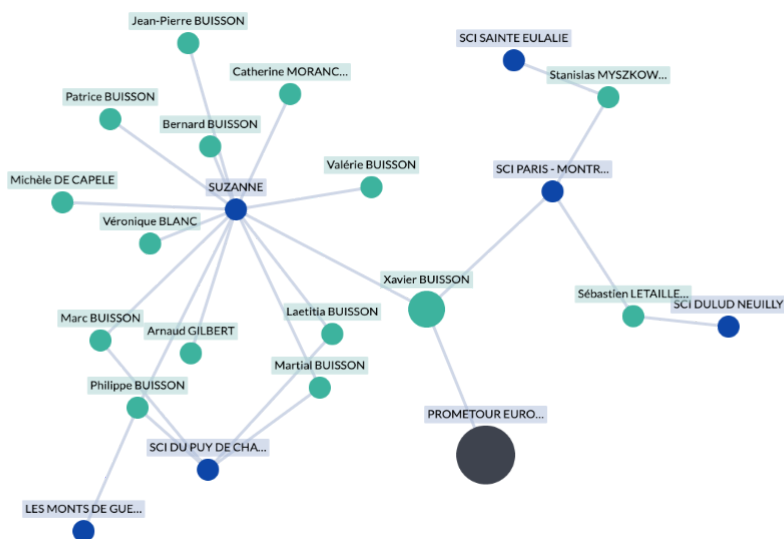 Jean-Pierre BUISSON
SCI SAINTE EULALIE
Catherine MORANC...
Stanislas MYSZKOW...
Patrice BUISSON
Bernard BUISSON
Valérie BUISSON
SCI PARIS - MONTR...
Michèle DE CAPELE
SUZANNE
Véronique BLANC
Xavier BUISSON
Sébastien LETAILLE...
SCI DULUD NEUILLY
Marc BUISSON
Laetitia BUISSON
Arnaud GILBERT
Martial BUISSON
Philippe BUISSON
PROMETOUR EURO...
SCI DU PUY DE CHA...
LES MONTS DE GUE...